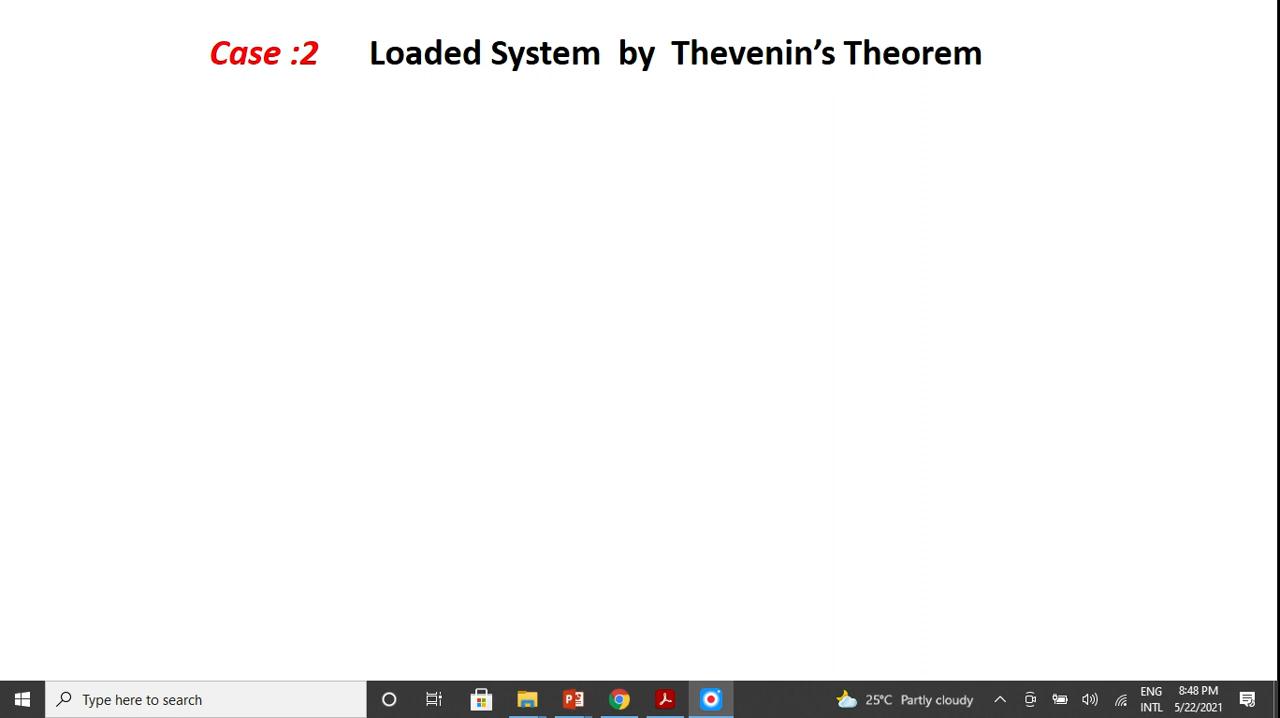 Case :2 Loaded System by Thevenin's Theorem
Type here to search
25°C Partly cloudy
ENG
INTL
8:48 PM
5/22/2021